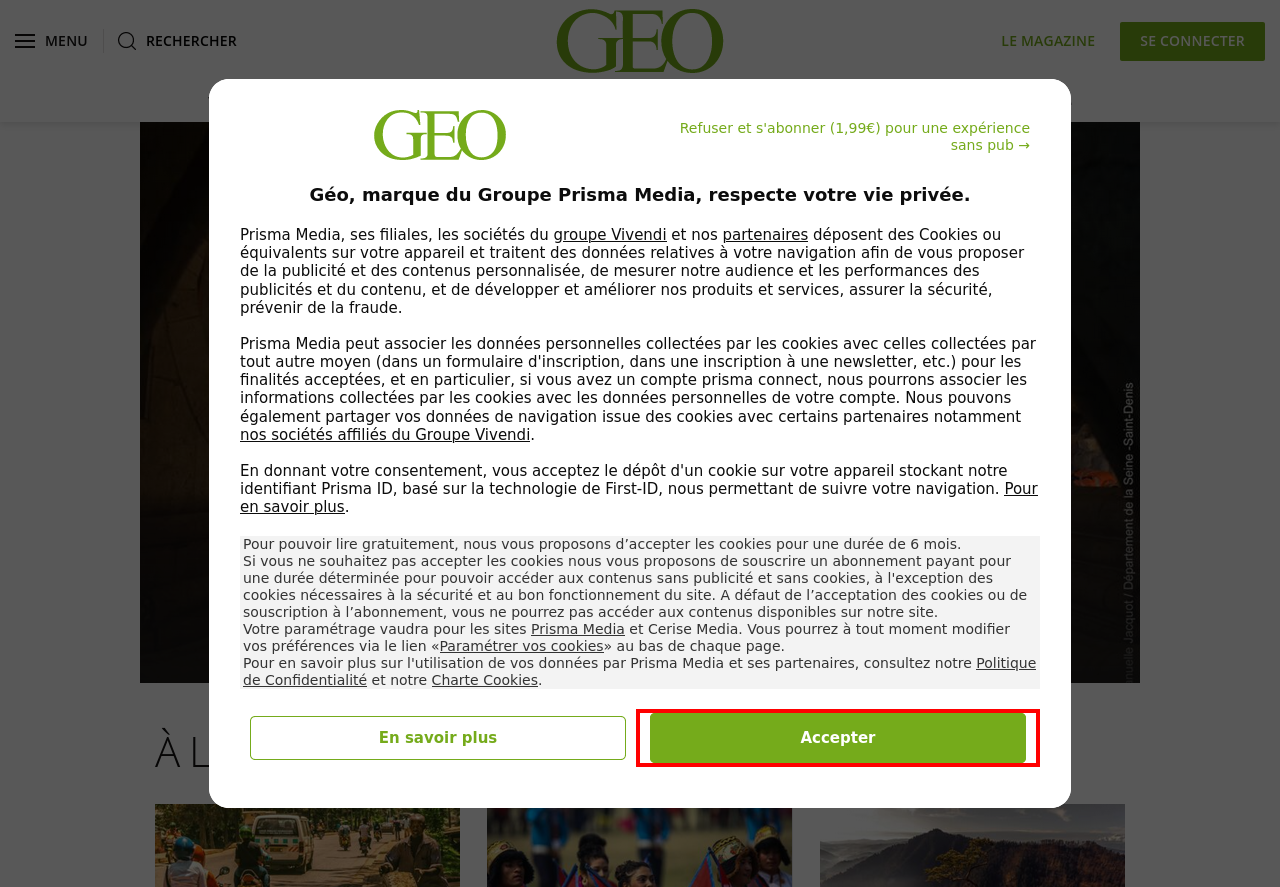 MENU
RECHERCHER
GEO
LE MAGAZINE
SE CONNECTER
GEO
Refuser et s'abonner (1,99€) pour une expérience
sans pub →
Géo, marque du Groupe Prisma Media, respecte votre vie privée.
Prisma Media, ses filiales, les sociétés du groupe Vivendi et nos partenaires déposent des Cookies ou
équivalents sur votre appareil et traitent des données relatives à votre navigation afin de vous proposer
de la publicité et des contenus personnalisée, de mesurer notre audience et les performances des
publicités et du contenu, et de développer et améliorer nos produits et services, assurer la sécurité,
prévenir de la fraude.
Prisma Media peut associer les données personnelles collectées par les cookies avec celles collectées par
tout autre moyen (dans un formulaire d'inscription, dans une inscription à une newsletter, etc.) pour les
finalités acceptées, et en particulier, si vous avez un compte prisma connect, nous pourrons associer les
informations collectées par les cookies avec les données personnelles de votre compte. Nous pouvons
également partager vos données de navigation issue des cookies avec certains partenaires notamment
nos sociétés affiliés du Groupe Vivendi.
En donnant votre consentement, vous acceptez le dépôt d'un cookie sur votre appareil stockant notre
identifiant Prisma ID, basé sur la technologie de First-ID, nous permettant de suivre votre navigation. Pour
en savoir plus.
Pour pouvoir lire gratuitement, nous vous proposons d’accepter les cookies pour une durée de 6 mois.
Si vous ne souhaitez pas accepter les cookies nous vous proposons de souscrire un abonnement payant pour
une durée déterminée pour pouvoir accéder aux contenus sans publicité et sans cookies, à l'exception des
cookies nécessaires à la sécurité et au bon fonctionnement du site. A défaut de l’acceptation des cookies ou de
souscription à l’abonnement, vous ne pourrez pas accéder aux contenus disponibles sur notre site.
Votre paramétrage vaudra pour les sites Prisma Media et Cerise Media. Vous pourrez à tout moment modifier
vos préférences via le lien «Paramétrer vos cookies» au bas de chaque page.
Pour en savoir plus sur l'utilisation de vos données par Prisma Media et ses partenaires, consultez notre Politique
de Confidentialité et notre Charte Cookies.
En savoir plus
Accepter
Jacquot / Département de la Seine -Saint-Denis
À L